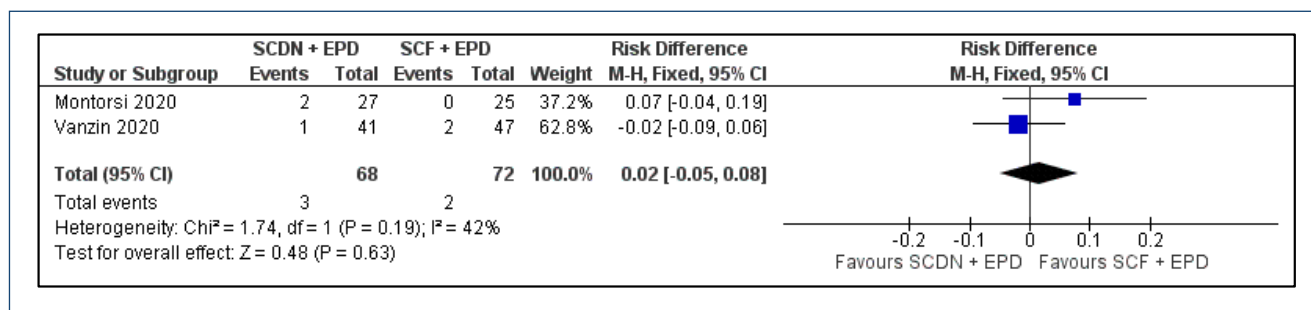 SCDN + EPD SCF + EPD Risk Difference Risk Difference
Study or Subgroup Events Total Events Total Weight M-H, Fixed, 95% CI M-H, Fixed, 95% CI
Montorsi 2020 2 27 0 25 37.2% 0.07 [-0.04, 0.19]
Vanzin 2020 1 41 2 47 62.8% -0.02 [-0.09, 0.06]
Total (95% CI) 68 72 100.0% 0.02 [-0.05, 0.08]
Total events 3 2
Heterogeneity: Chi² = 1.74, df = 1 (P = 0.19); I² = 42%
Test for overall effect: Z = 0.48 (P = 0.63)
-0.2 -0.1 0 0.1 0.2
Favours SCDN + EPD Favours SCF + EPD